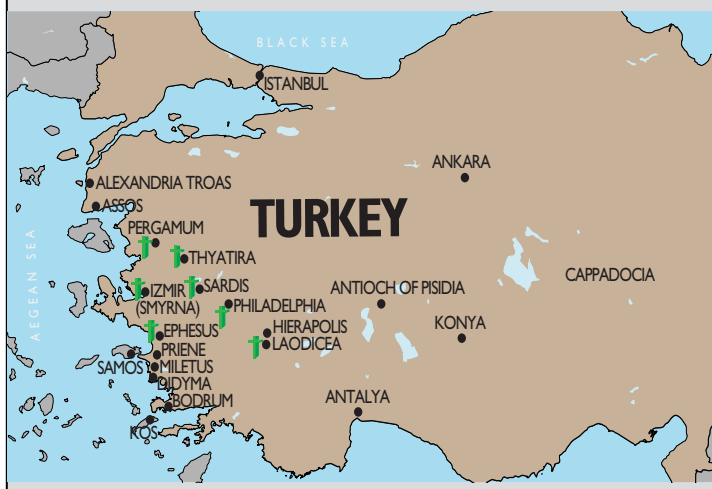 BLACK SEA
ISTANBUL
ANKARA
ALEXANDRIA TROAS
ASSOS
TURKEY
PERGAMUM
THYATIRA
AEGEAN SEA
CAPPADOCIA
IZMIR
(SMYRNA)
SARDIS
ANTIOCH OF PISIDIA
PHILADELPHIA
EPHESUS
HIERAPOLIS
KONYA
LAODICEA
PRIENE
SAMOS
MILETUS
DIDYMA
BODRUM
ANTALYA
KOS